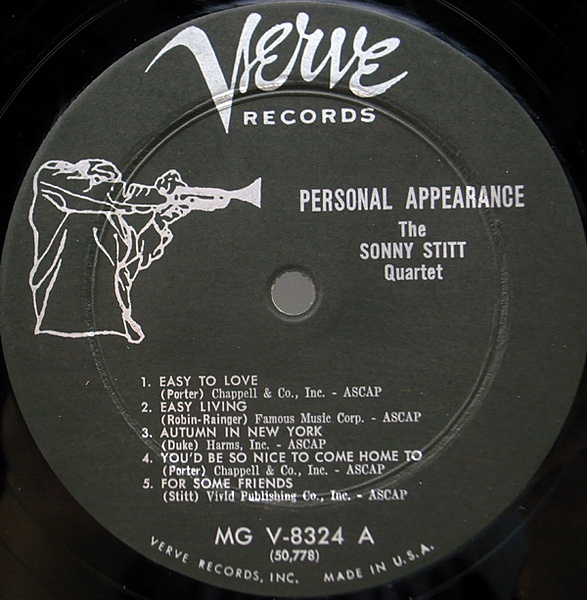 Verve
RECORDS
PERSONAL APPEARANCE
The
SONNY STITT
Quartet
1. EASY TO LOVE
(Porter) Chappell & Co., Inc. - ASCAP
2. EASY LIVING
(Robin-Rainger) Famous Music Corp. - ASCAP
3. AUTUMN IN NEW YORK
(Duke) Harms, Inc. - ASCAP
4. YOU'D BE SO NICE TO COME HOME TO
(Porter) Chappell & Co., Inc. - ASCAP
5. FOR SOME FRIENDS
(Stitt) Vivid Publishing Co., Inc. - ASCAP
MG V-8324 A
(50,778)
VERVE RECORDS, INC. MADE IN U.S.A.